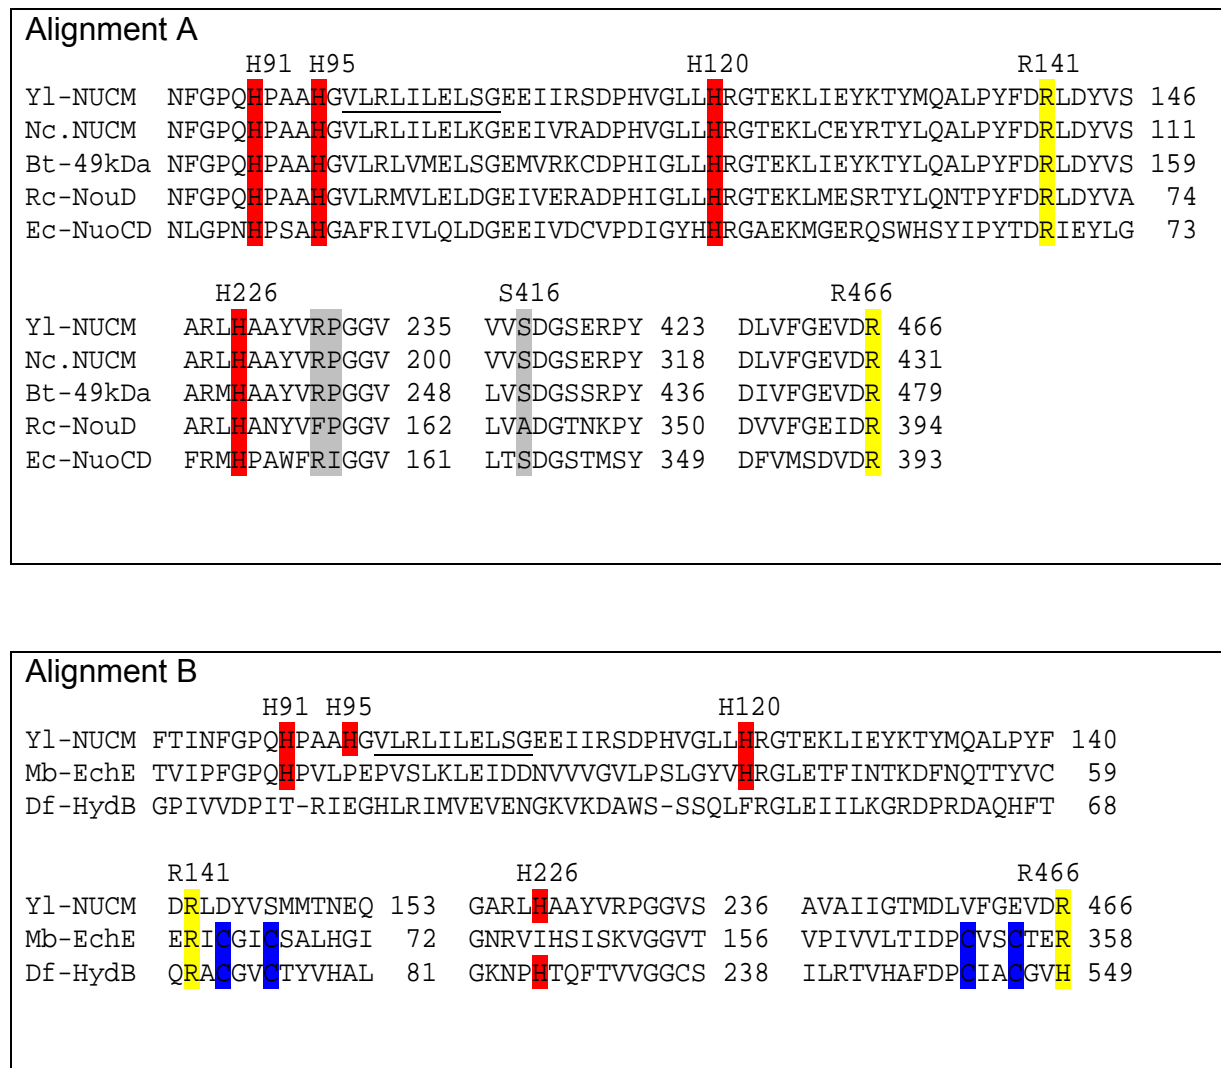 Alignment A
H91 H95 H120 R141
Yl-NUCM NFGPQHPAAHGVLRLILELSGEEIIRSDPHVGLLHRGTEKLIEYKTYMQALPYFDRLDYVS 146
Nc.NUCM NFGPQHPAAHGVLRLILELKGEEIVRADPHVGLLHRGTEKLCEYRTYLQALPYFDRLDYVS 111
Bt-49kDa NFGPQHPAAHGVLRLVMELSGEMVRKCDPHIGLLHRGTEKLIEYKTYLQALPYFDRLDYVS 159
Rc-NouD NFGPQHPAAHGVLRMVLELDGEIVERADPHIGLLHRGTEKLMESRTYLQNTPYFDRLDYVA 74
Ec-NuoCD NLGPNHPSAHGAFRIVLQLDGEEIVDCVPDIGYHHRGAEKMGERQSWHSYIPYTDRIEYLG 73
H226 S416 R466
Yl-NUCM ARLHAAYVRPGGV 235 VVSDGSERPY 423 DLVFGEVDR 466
Nc.NUCM ARLHAAYVRPGGV 200 VVSDGSERPY 318 DLVFGEVDR 431
Bt-49kDa ARMHAAYVRPGGV 248 LVSDGSSRPY 436 DIVFGEVDR 479
Rc-NouD ARLHANYVFPGGV 162 LVADGTNKPY 350 DVVFGEIDR 394
Ec-NuoCD FRMHPAWFRIGGV 161 LTSDGSTMSY 349 DFVMSDVDR 393
Alignment B
H91 H95 H120
Yl-NUCM FTINFGPQHPAAHGVLRLILELSGEEIIRSDPHVGLLHRGTEKLIEYKTYMQALPYF 140
Mb-EchE TVIPFGPQHPVLPEPVSLKLEIDDNVVVGVLPSLGYVHRGLETFINTKDFNQTTYVC 59
Df-HydB GPIVVDPIT-RIEGHLRIMVEVENGKVKDAWS-SSQLFRGLEIILKGRDPRDAQHFT 68
R141 H226 R466
Yl-NUCM DRLDYVSMMTNEQ 153 GARLHAAYVRPGGVS 236 AVAIIGTMDLVFGEVDR 466
Mb-EchE ERICGICSALHGI 72 GNRVIHSISKVGGVT 156 VPIVVLTIDPCVSCTER 358
Df-HydB QRACGVCTYVHAL 81 GKNPHTQFTVVGGCS 238 ILRTVHAFDPCIACGVH 549